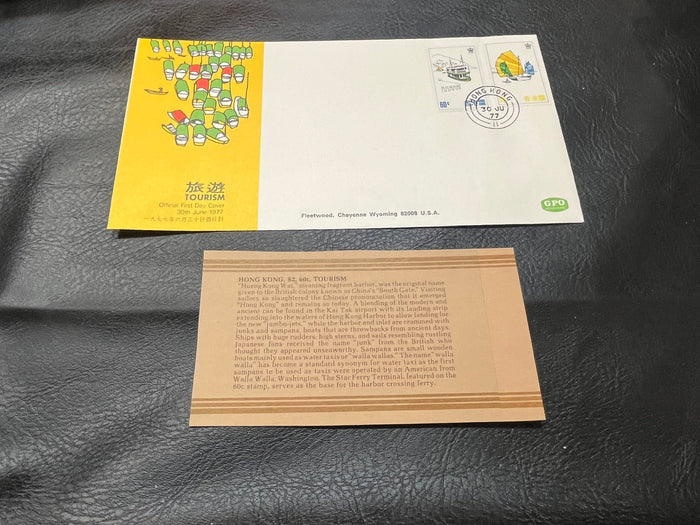 旅遊
TOURISM
Official First Day Cover
30th June 1977
一九七七年六月三十日發行封
60¢
HONG KONG
30 JU
77
11
GPO
Fleetwood, Cheyenne Wyoming 82009 U.S.A.
HONG KONG, $2, 60c, TOURISM
"Hueng Kong Wai," meaning fragrant harbor, was the original name
given to the British colony known as China's "South Gate." Visiting
sailors so slaughtered the Chinese pronunciation that it emerged
"Hong Kong" and remains so today. A blending of the modern and
ancient can be found in the Kai Tak airport with its landing strip
extending into the waters of Hong Kong Harbor to allow landing for
the new "jumbo-jets," while the harbor and inlet are crammed with
junks and sampans, boats that are throwbacks from ancient days.
Ships with huge rudders, high sterns, and sails resembling rustling
Japanese fans received the name "junk" from the British who
thought they appeared unseaworthy. Sampans are small wooden
boats mainly used as water taxis or "walla wallas." The name "walla
walla" has become a standard synonym for water taxi as the first
sampans to be used as taxis were operated by an American from
Walla Walla, Washington. The Star Ferry Terminal, featured on the
60c stamp, serves as the base for the harbor crossing ferry.